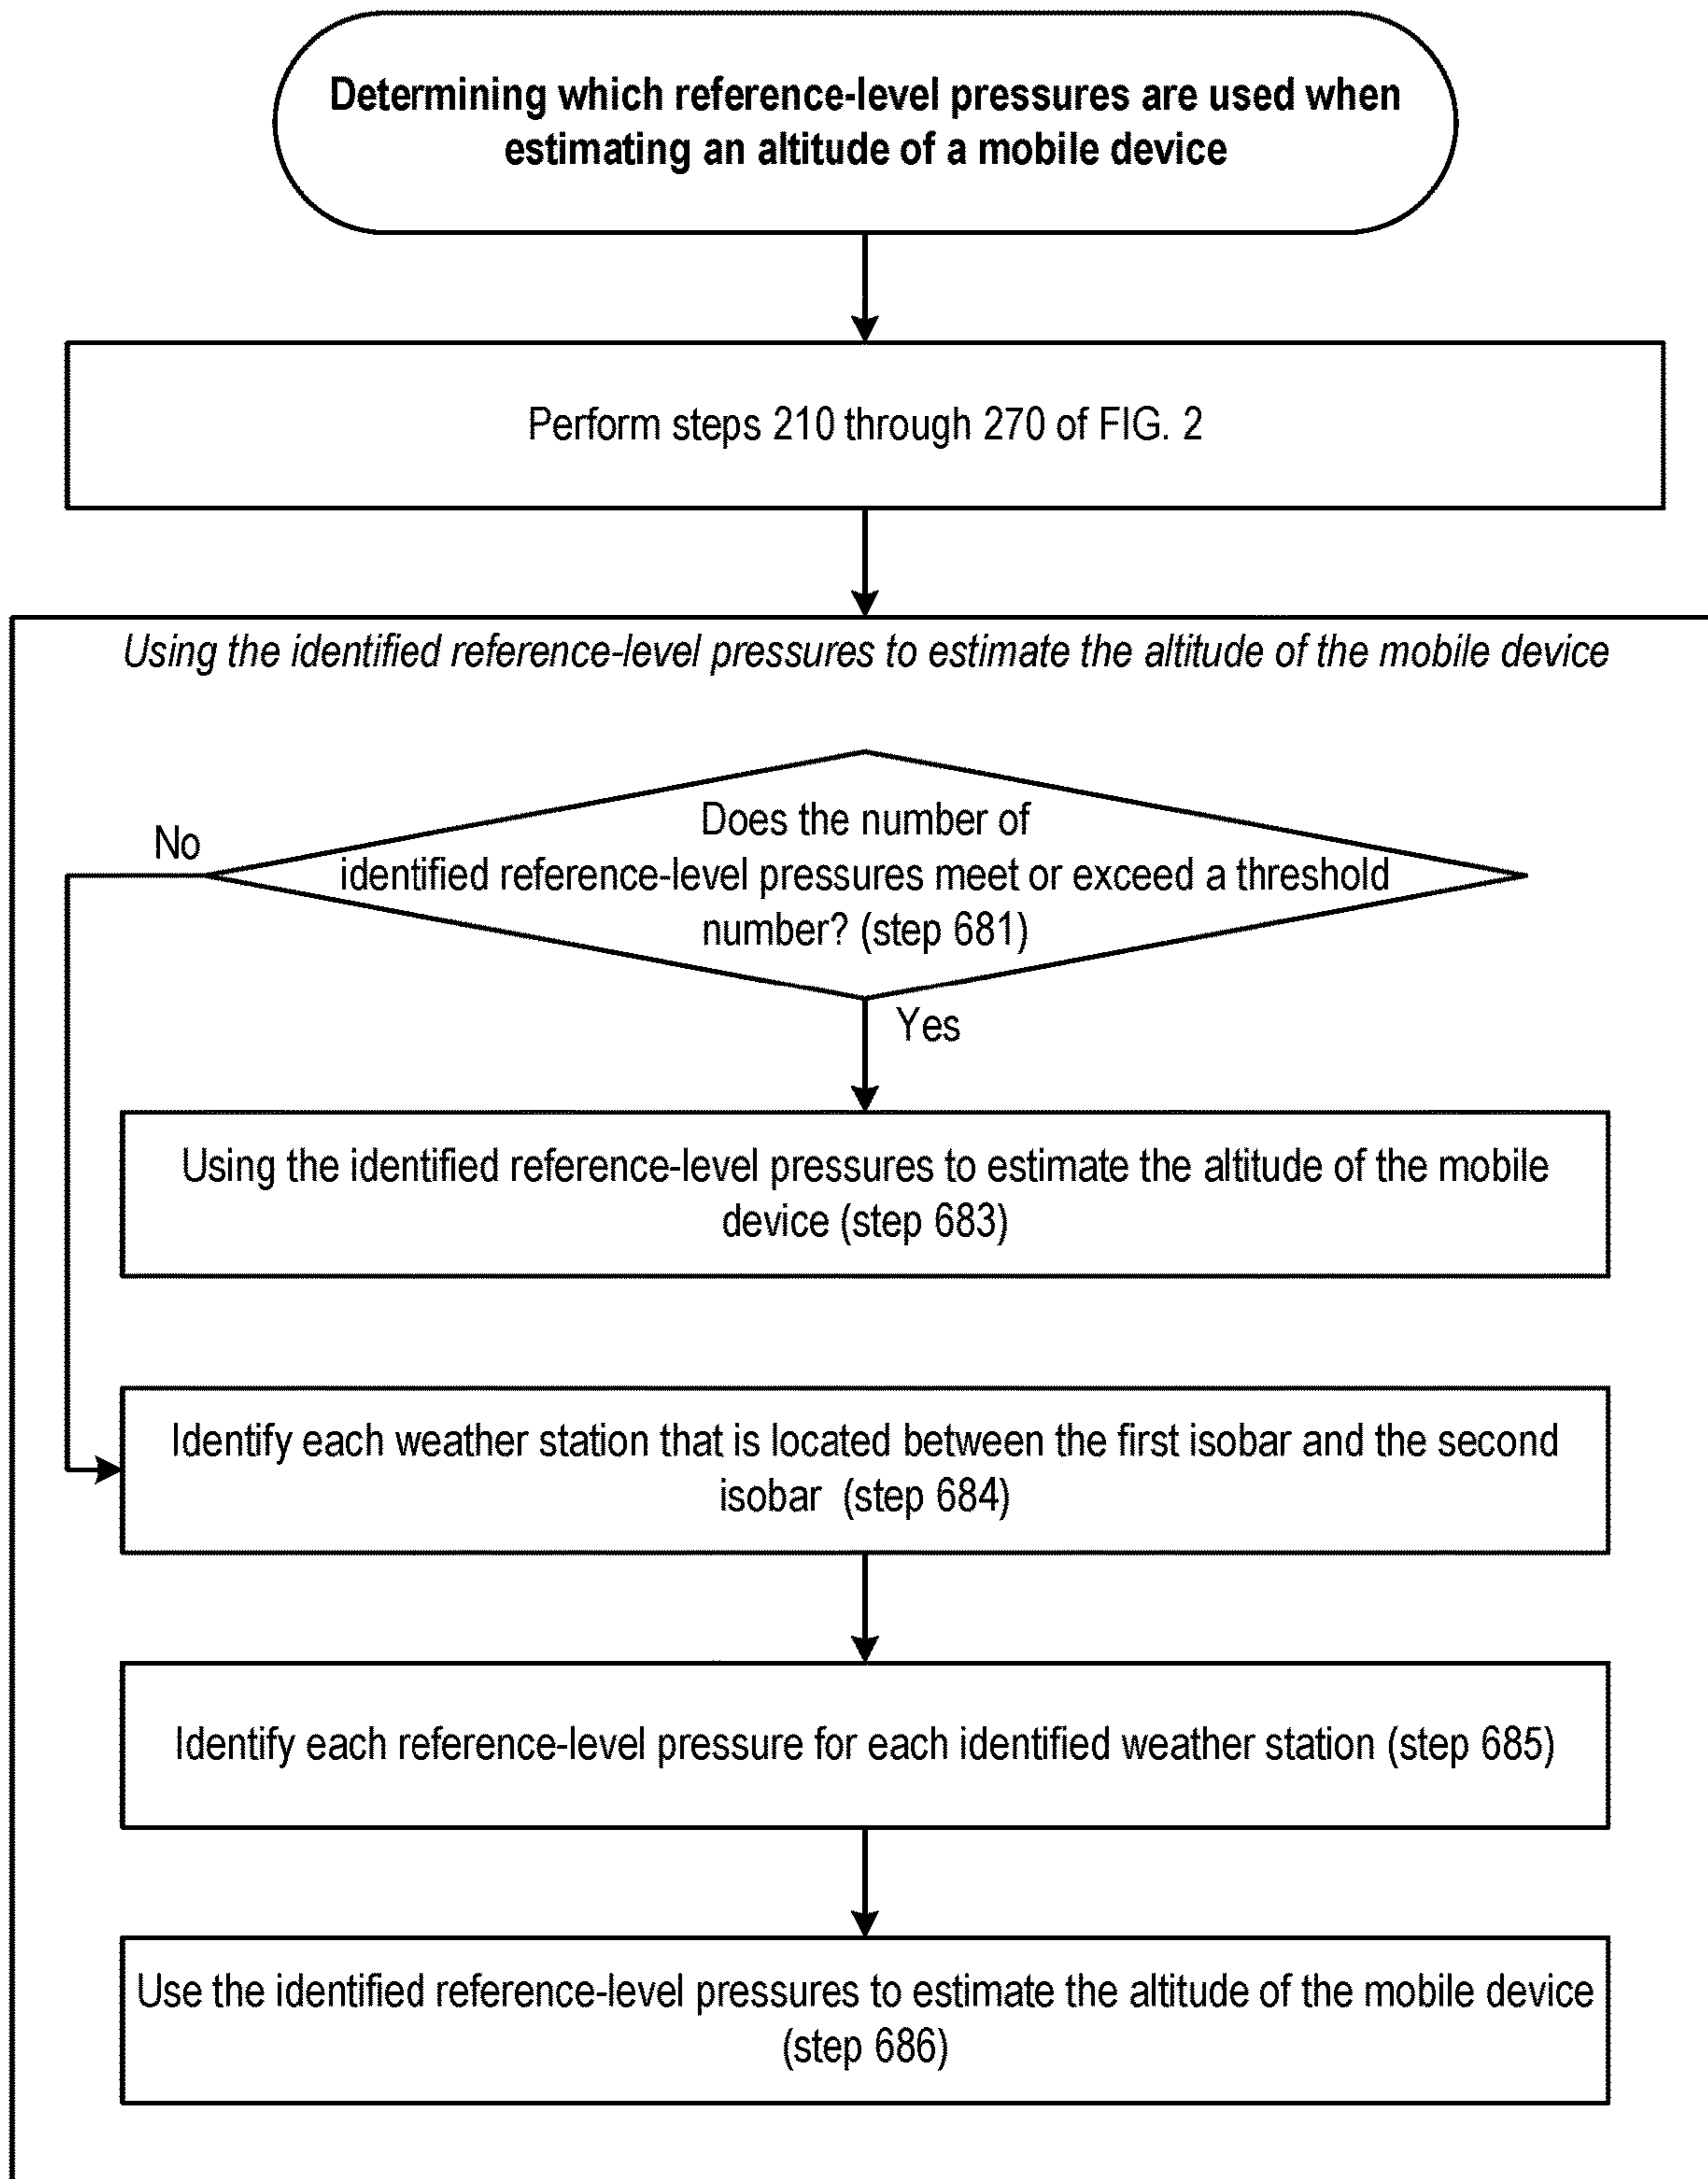 Determining which reference-level pressures are used when
estimating an altitude of a mobile device
Perform steps 210 through 270 of FIG. 2
Using the identified reference-level pressures to estimate the altitude of the mobile device
Does the number of
identified reference-level pressures meet or exceed a threshold
number? (step 681)
No
Yes
Using the identified reference-level pressures to estimate the altitude of the mobile
device (step 683)
Identify each weather station that is located between the first isobar and the second
isobar (step 684)
Identify each reference-level pressure for each identified weather station (step 685)
Use the identified reference-level pressures to estimate the altitude of the mobile device
(step 686)